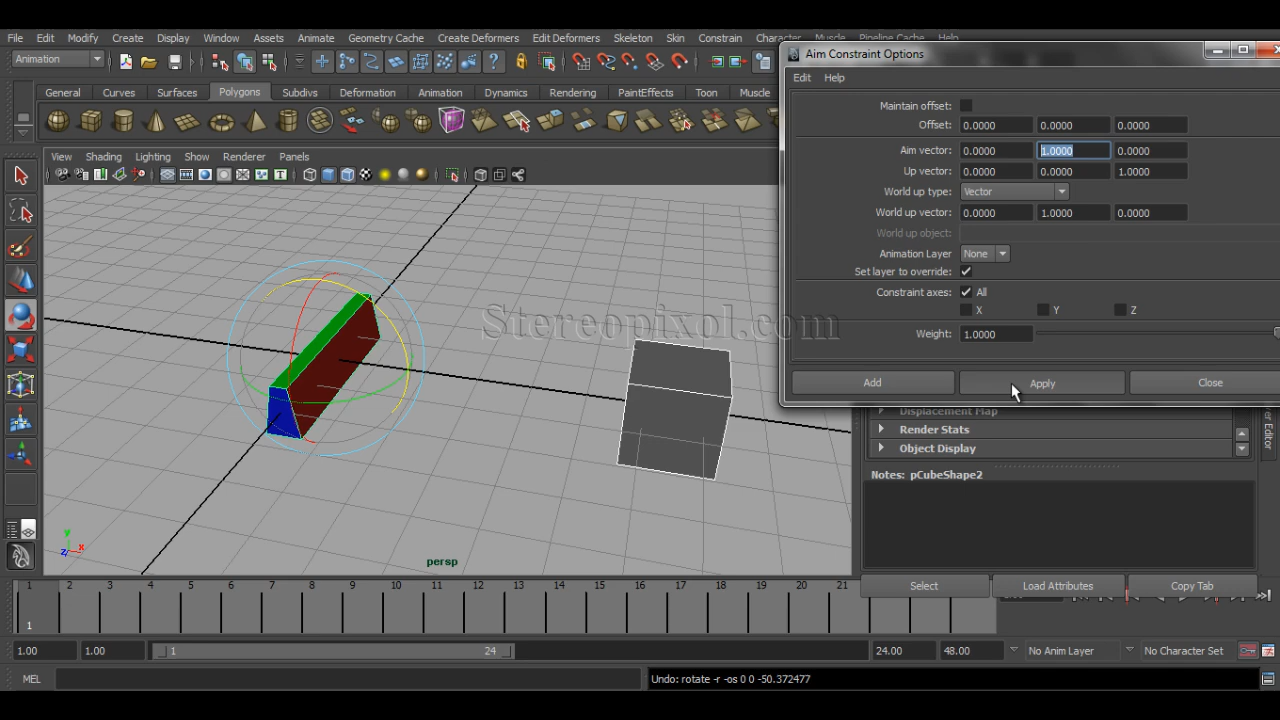 File Edit Modify Create Display Window Assets Animate Geometry Cache Create Deformers Edit Deformers Skeleton Skin Constrain Character Muscle Pipeline Cache Help
Aim Constraint Options
Animation
Edit Help
General Curves Surfaces Polygons Subdivs Deformation Animation Dynamics Rendering PaintEffects Toon Muscle
Maintain offset:
Offset: 0.0000 0.0000 0.0000
Aim vector: 0.0000 1.0000 0.0000
View Shading Lighting Show Renderer Panels
Up vector: 0.0000 0.0000 1.0000
World up type: Vector
World up vector: 0.0000 1.0000 0.0000
World up object:
Animation Layer None
Set layer to override:
Constraint axes: All
X Y Z
Stereopixol.com
Weight: 1.0000
Add Apply Close
Displacement Map
Render Stats
Object Display
Notes: pCubeShape2
y
z x
persp
Select Load Attributes Copy Tab
1 2 3 4 5 6 7 8 9 10 11 12 13 14 15 16 17 18 19 20 21
1
1.00 1.00 1 24 24.00 48.00 No Anim Layer No Character Set
MEL Undo: rotate -r -os 0 0 -50.372477